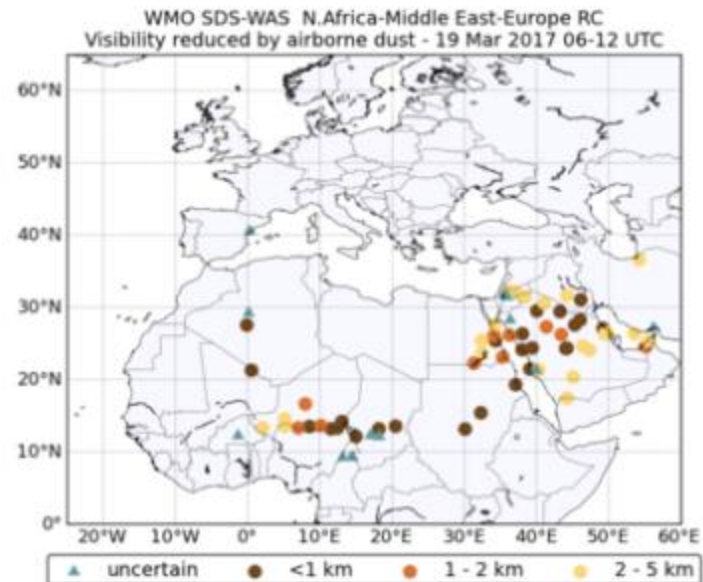 WMO SDS-WAS N.Africa-Middle East-Europe RC
Visibility reduced by airborne dust - 19 Mar 2017 06-12 UTC
60°N
50°N
40°N
30°N
20°N
10°N
0°
20°W 10°W 0° 10°E 20°E 30°E 40°E 50°E 60°E
uncertain <1 km 1 - 2 km 2 - 5 km